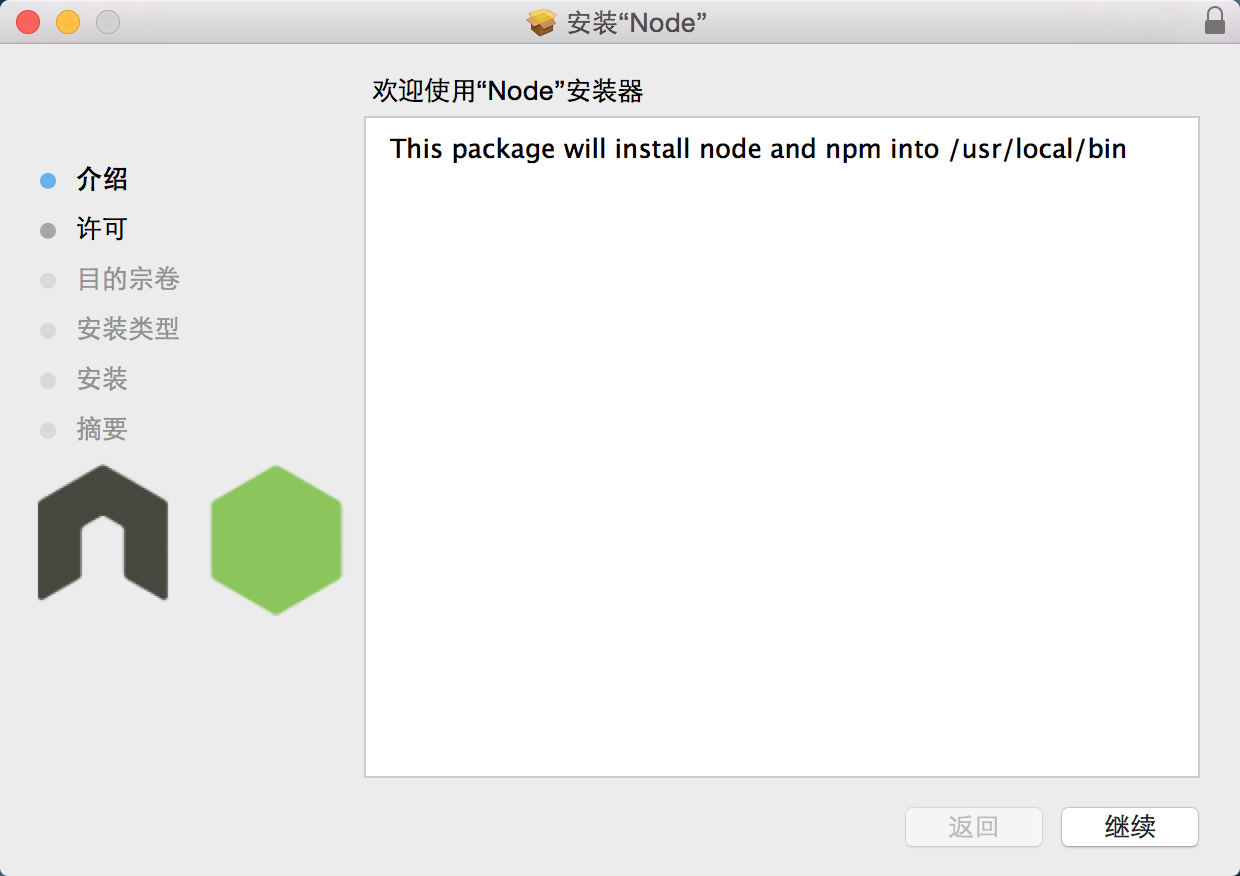 安装“Node”
欢迎使用“Node”安装器
This package will install node and npm into /usr/local/bin
介绍
许可
目的宗卷
安装类型
安装
摘要
返回
继续